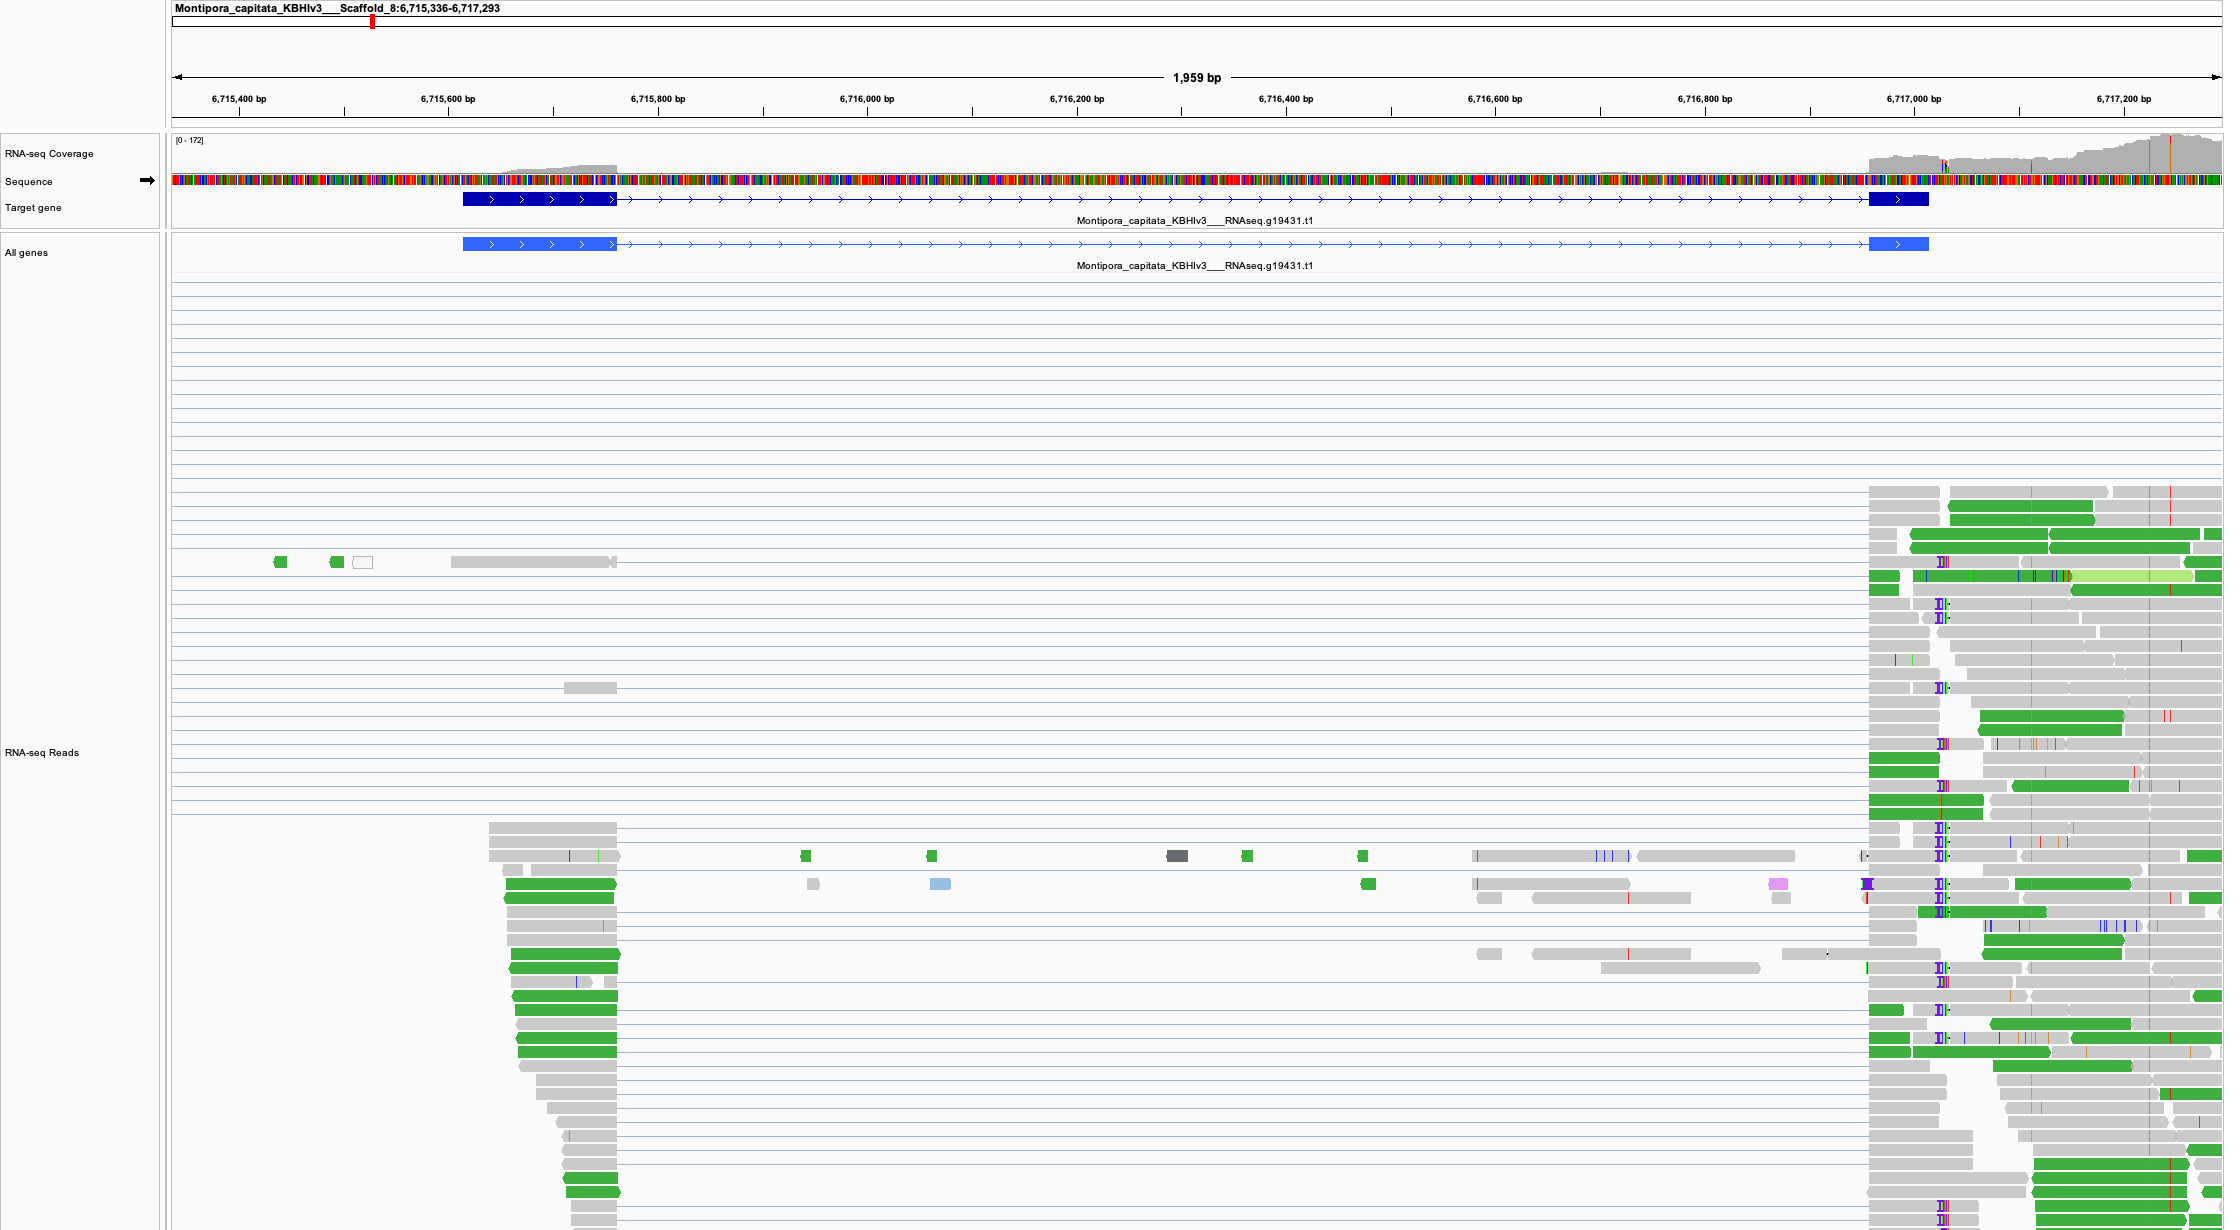 Montipora_capitata_KBHIv3___Scaffold_8:6,715,336-6,717,293
1,959 bp
6,715,400 bp 6,715,600 bp 6,715,800 bp 6,716,000 bp 6,716,200 bp 6,716,400 bp 6,716,600 bp 6,716,800 bp 6,717,000 bp 6,717,200 bp
[0 - 172]
RNA-seq Coverage
Sequence
Target gene
Montipora_capitata_KBHIv3___RNAseq.g19431.t1
All genes
Montipora_capitata_KBHIv3___RNAseq.g19431.t1
RNA-seq Reads